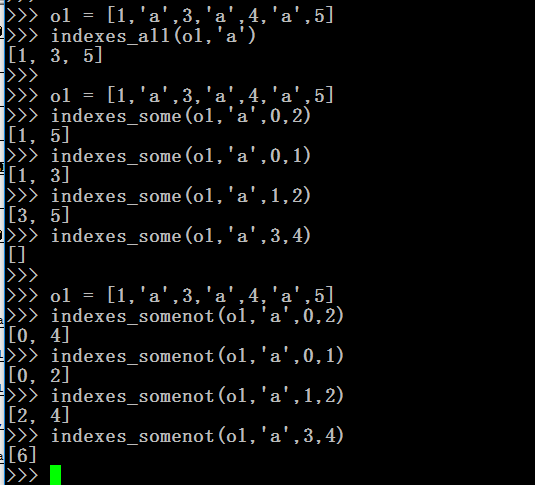 >>> ol = [1,'a',3,'a',4,'a',5]
>>> indexes_all(ol,'a')
[1, 3, 5]
>>>
>>> ol = [1,'a',3,'a',4,'a',5]
>>> indexes_some(ol,'a',0,2)
[1, 5]
>>> indexes_some(ol,'a',0,1)
[1, 3]
>>> indexes_some(ol,'a',1,2)
[3, 5]
>>> indexes_some(ol,'a',3,4)
[]
>>>
>>> ol = [1,'a',3,'a',4,'a',5]
>>> indexes_somenot(ol,'a',0,2)
[0, 4]
>>> indexes_somenot(ol,'a',0,1)
[0, 2]
>>> indexes_somenot(ol,'a',1,2)
[2, 4]
>>> indexes_somenot(ol,'a',3,4)
[6]
>>>